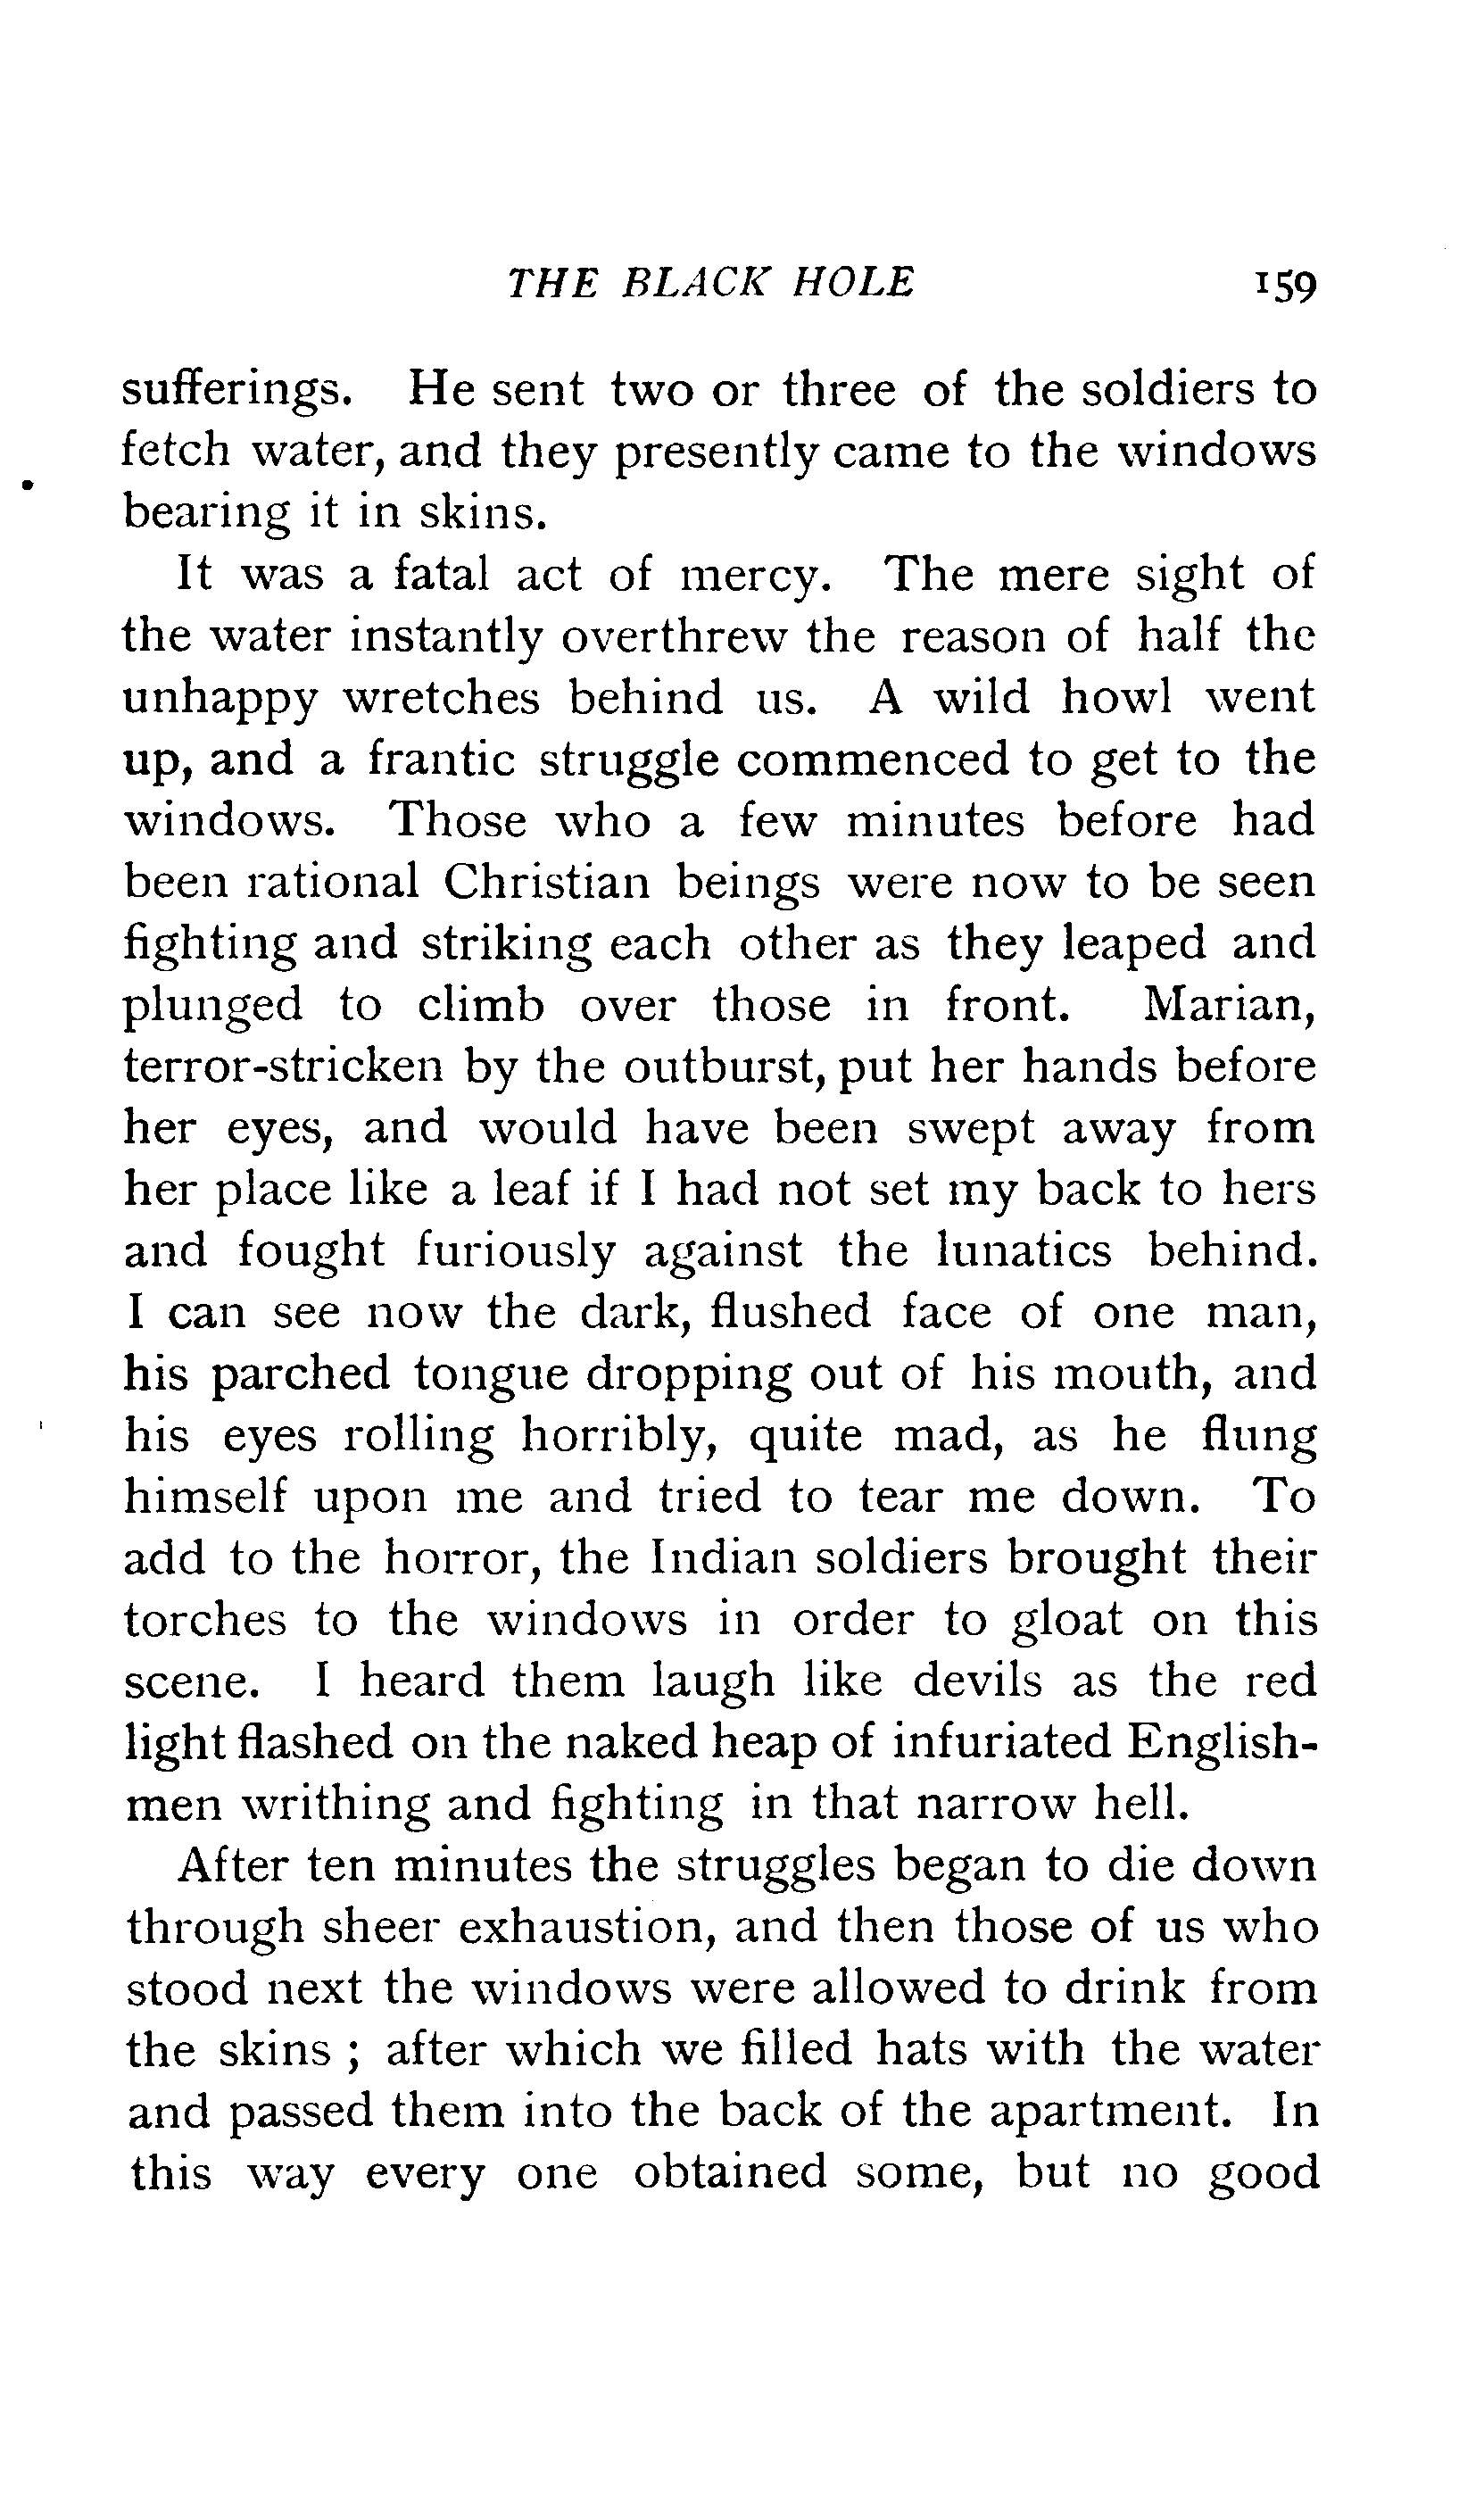 THE BLACK HOLE 159
sufferings. He sent two or three of the soldiers to
fetch water, and they presently came to the windows
bearing it in skins.
It was a fatal act of mercy. The mere sight of
the water instantly overthrew the reason of half the
unhappy wretches behind us. A wild howl went
up, and a frantic struggle commenced to get to the
windows. Those who a few minutes before had
been rational Christian beings were now to be seen
fighting and striking each other as they leaped and
plunged to climb over those in front. Marian,
terror-stricken by the outburst, put her hands before
her eyes, and would have been swept away from
her place like a leaf if I had not set my back to hers
and fought furiously against the lunatics behind.
I can see now the dark, flushed face of one man,
his parched tongue dropping out of his mouth, and
his eyes rolling horribly, quite mad, as he flung
himself upon me and tried to tear me down. To
add to the horror, the Indian soldiers brought their
torches to the windows in order to gloat on this
scene. I heard them laugh like devils as the red
light flashed on the naked heap of infuriated English-
men writhing and fighting in that narrow hell.
After ten minutes the struggles began to die down
through sheer exhaustion, and then those of us who
stood next the windows were allowed to drink from
the skins ; after which we filled hats with the water
and passed them into the back of the apartment. In
this way every one obtained some, but no good